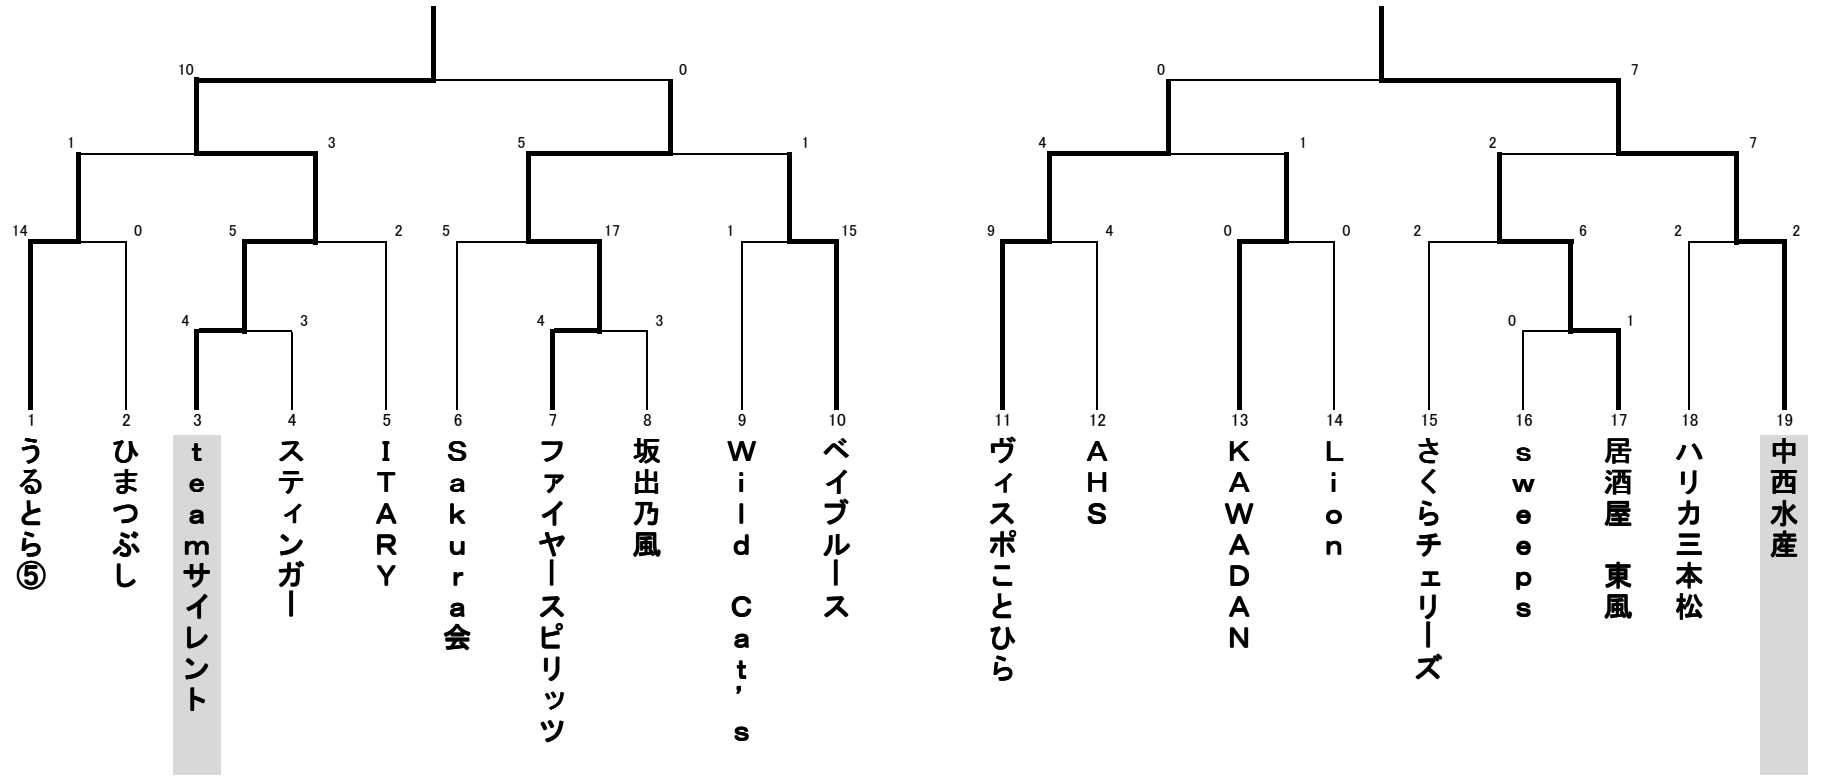 10 0 0 7
1 3 5 1 4 1 2 7
14 0 5 2 5 17 1 15 9 4 0 0 2 6 2 2
4 3 4 3 0 1
1 2 3 4 5 6 7 8 9 10 11 12 13 14 15 16 17 18 19
うるとら⑤
ひまつぶし
teamサイレント
スティンガー
ITARY
Sakura会
ファイヤースピリッツ
坂出乃風
Wild Cat's
ベイブルース
ヴィスポことひら
AHS
KAWADAN
Lion
さくらチェリーズ
sweeps
居酒屋 東風
ハリカ三本松
中西水産